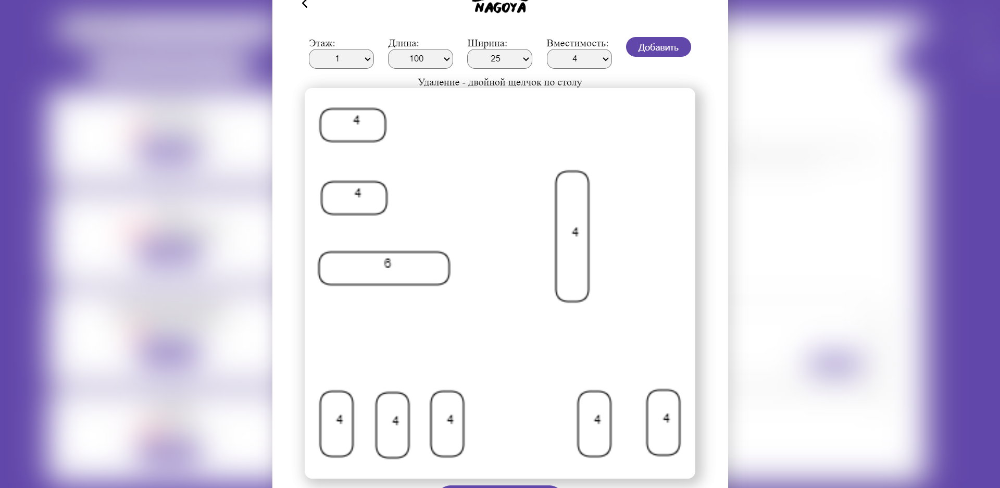 NAGOYA
Этаж: Длина: Ширина: Вместимость:
1 100 25 4 Добавить
Удаление - двойной щелчок по столу
4
4
4
6
4 4 4 4 4